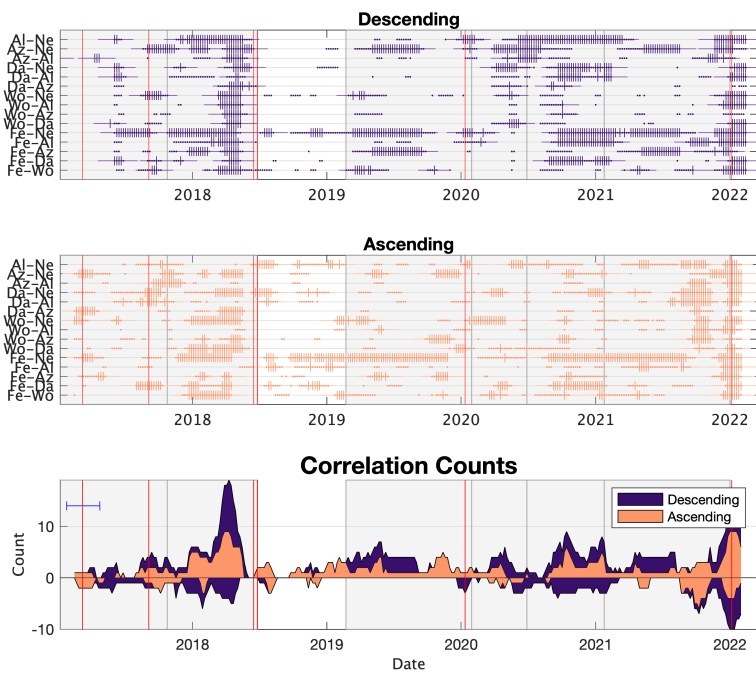 Descending
Al–Ne
Az–Ne
Az–Al
Da–Ne
Da–Al
Da–Az
Wo–Ne
Wo–Al
Wo–Az
Wo–Da
Fe–Ne
Fe–Al
Fe–Az
Fe–Da
Fe–Wo
2018 2019 2020 2021 2022
Ascending
Al–Ne
Az–Ne
Az–Al
Da–Ne
Da–Al
Da–Az
Wo–Ne
Wo–Al
Wo–Az
Wo–Da
Fe–Ne
Fe–Al
Fe–Az
Fe–Da
Fe–Wo
2018 2019 2020 2021 2022
Correlation Counts
Descending
Ascending
Count
10
0
-10
2018 2019 2020 2021 2022
Date